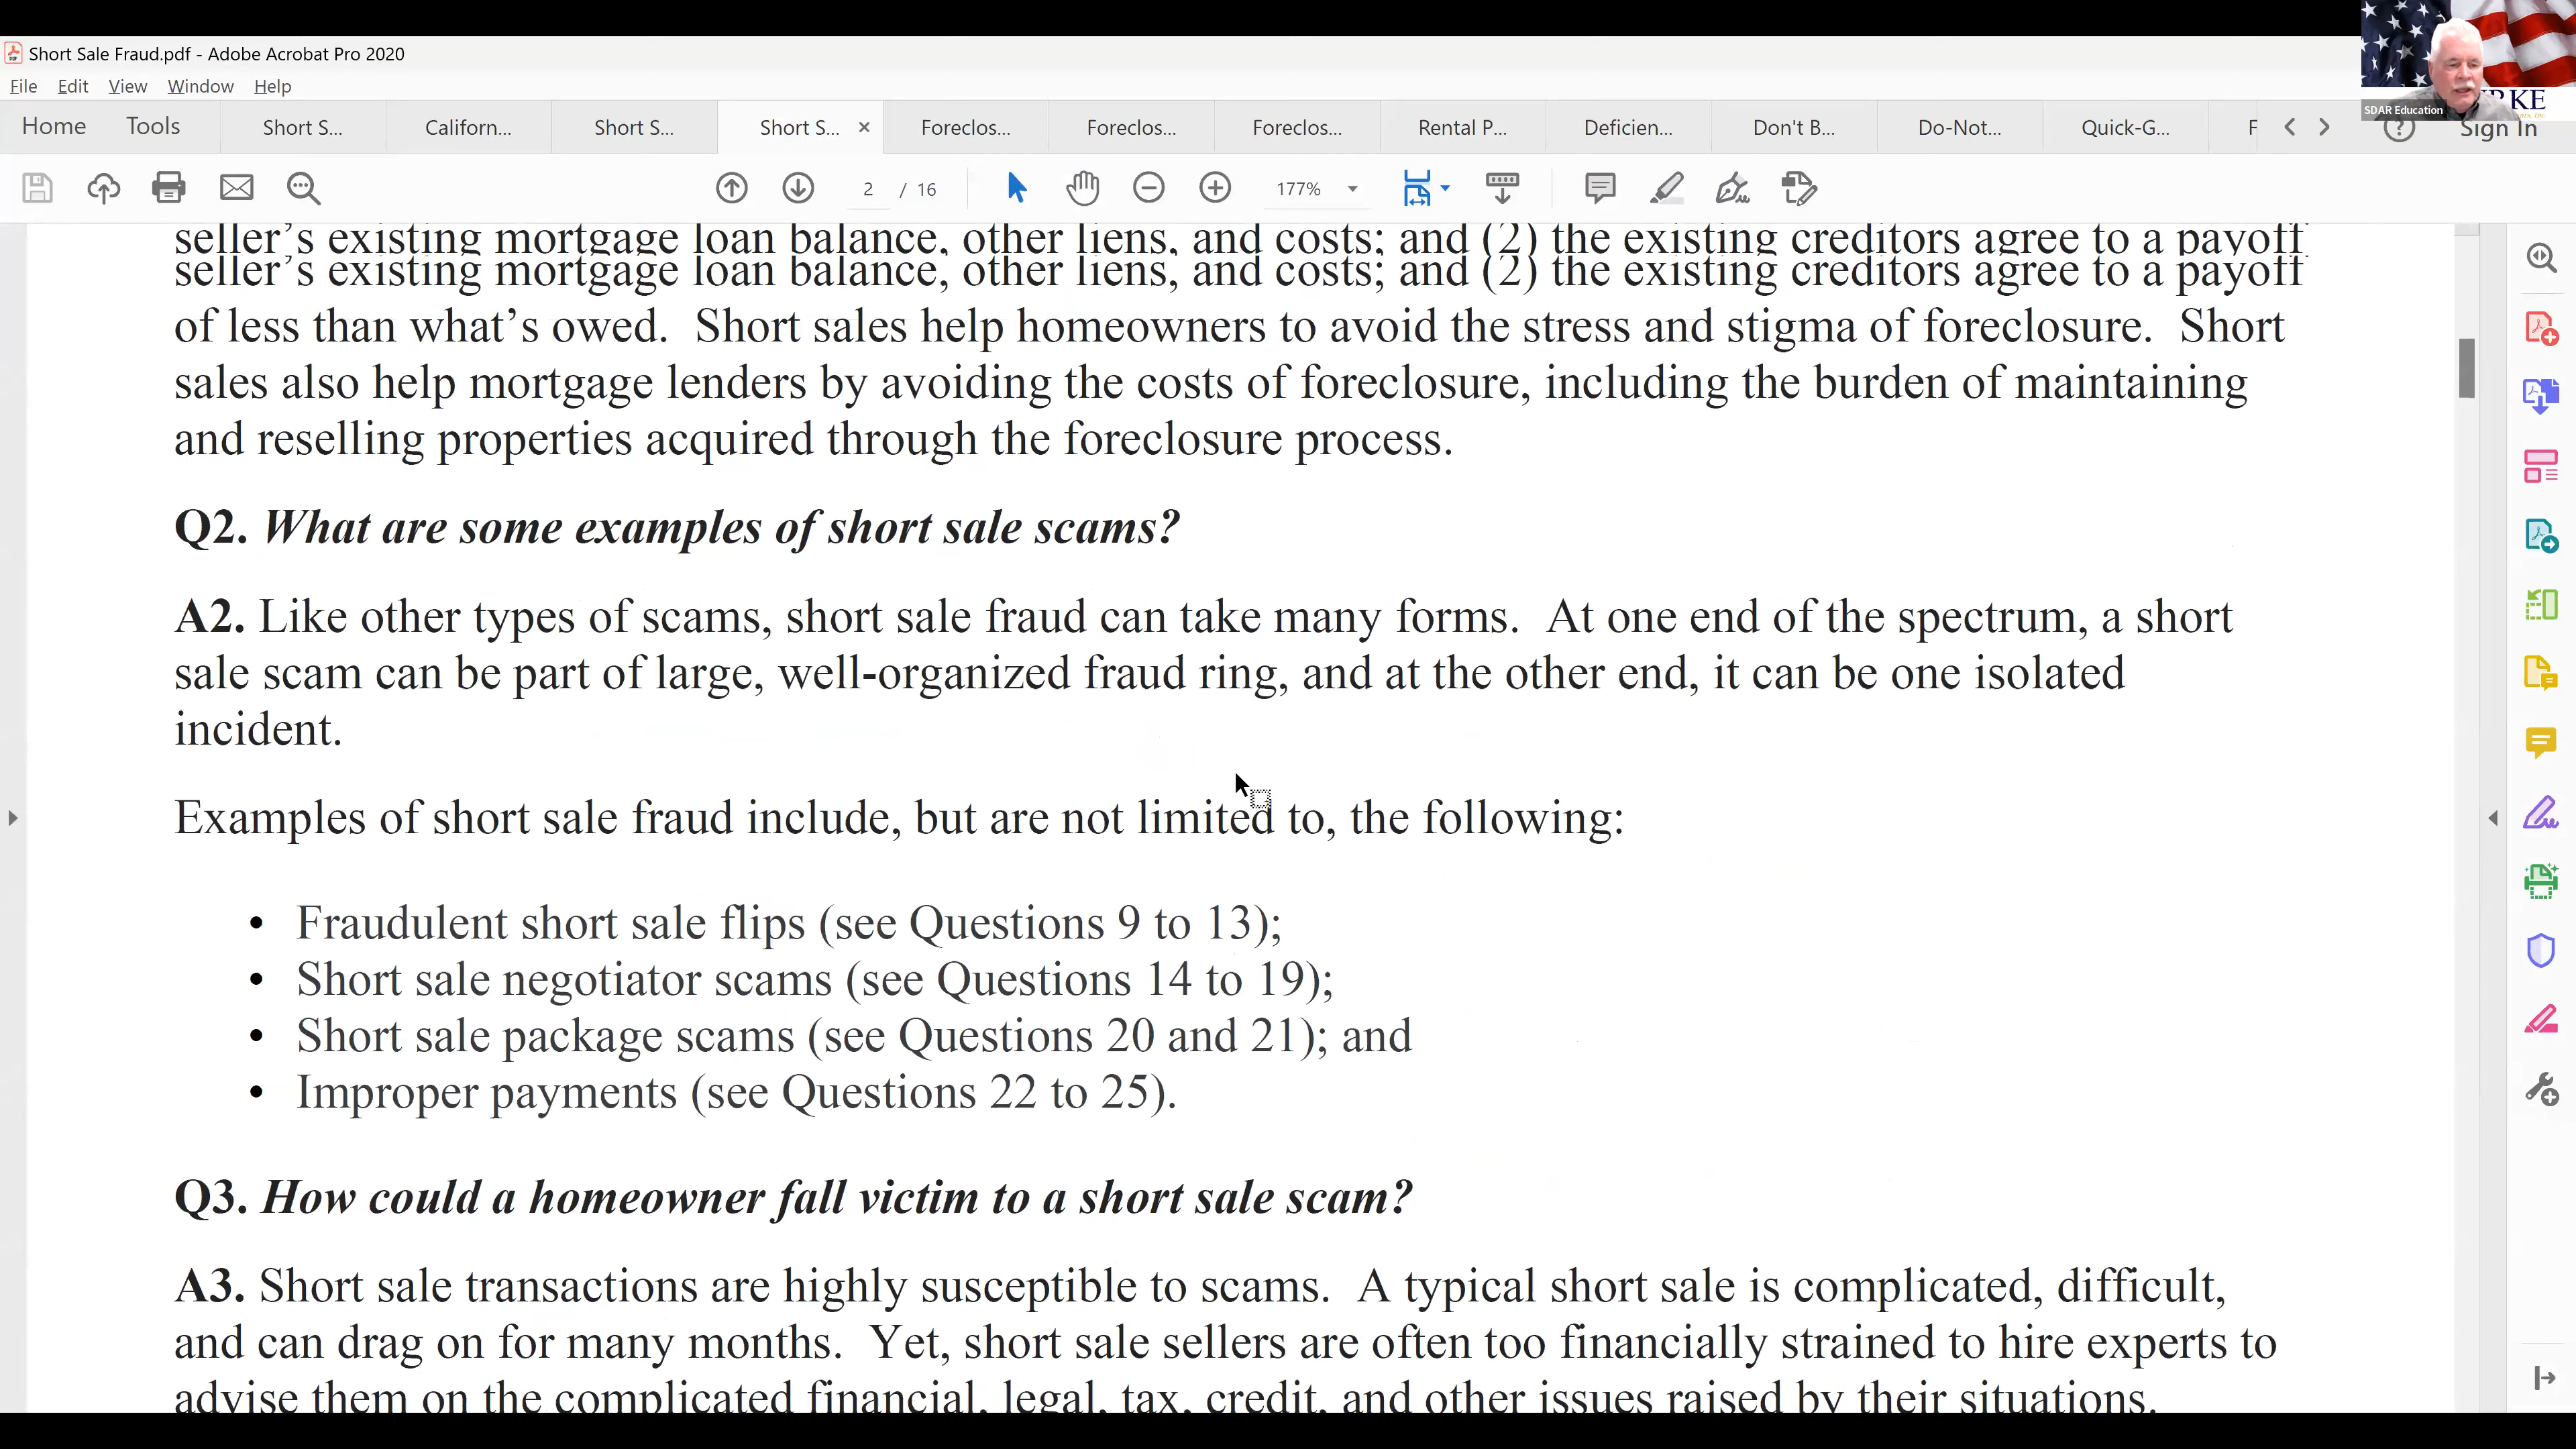 Short Sale Fraud.pdf - Adobe Acrobat Pro 2020
File Edit View Window Help
SDAR Education
RKE
Home Tools Short S... Californ... Short S... Short S... Foreclos... Foreclos... Foreclos... Rental P... Deficien... Don't B... Do-Not... Quick-G... F Sign In
2 / 16 177%
seller’s existing mortgage loan balance, other liens, and costs; and (2) the existing creditors agree to a payoff
seller’s existing mortgage loan balance, other liens, and costs; and (2) the existing creditors agree to a payoff
of less than what’s owed. Short sales help homeowners to avoid the stress and stigma of foreclosure. Short
sales also help mortgage lenders by avoiding the costs of foreclosure, including the burden of maintaining
and reselling properties acquired through the foreclosure process.
Q2. What are some examples of short sale scams?
A2. Like other types of scams, short sale fraud can take many forms. At one end of the spectrum, a short
sale scam can be part of large, well-organized fraud ring, and at the other end, it can be one isolated
incident.
Examples of short sale fraud include, but are not limited to, the following:
• Fraudulent short sale flips (see Questions 9 to 13);
• Short sale negotiator scams (see Questions 14 to 19);
• Short sale package scams (see Questions 20 and 21); and
• Improper payments (see Questions 22 to 25).
Q3. How could a homeowner fall victim to a short sale scam?
A3. Short sale transactions are highly susceptible to scams. A typical short sale is complicated, difficult,
and can drag on for many months. Yet, short sale sellers are often too financially strained to hire experts to
advise them on the complicated financial, legal, tax, credit, and other issues raised by their situations.